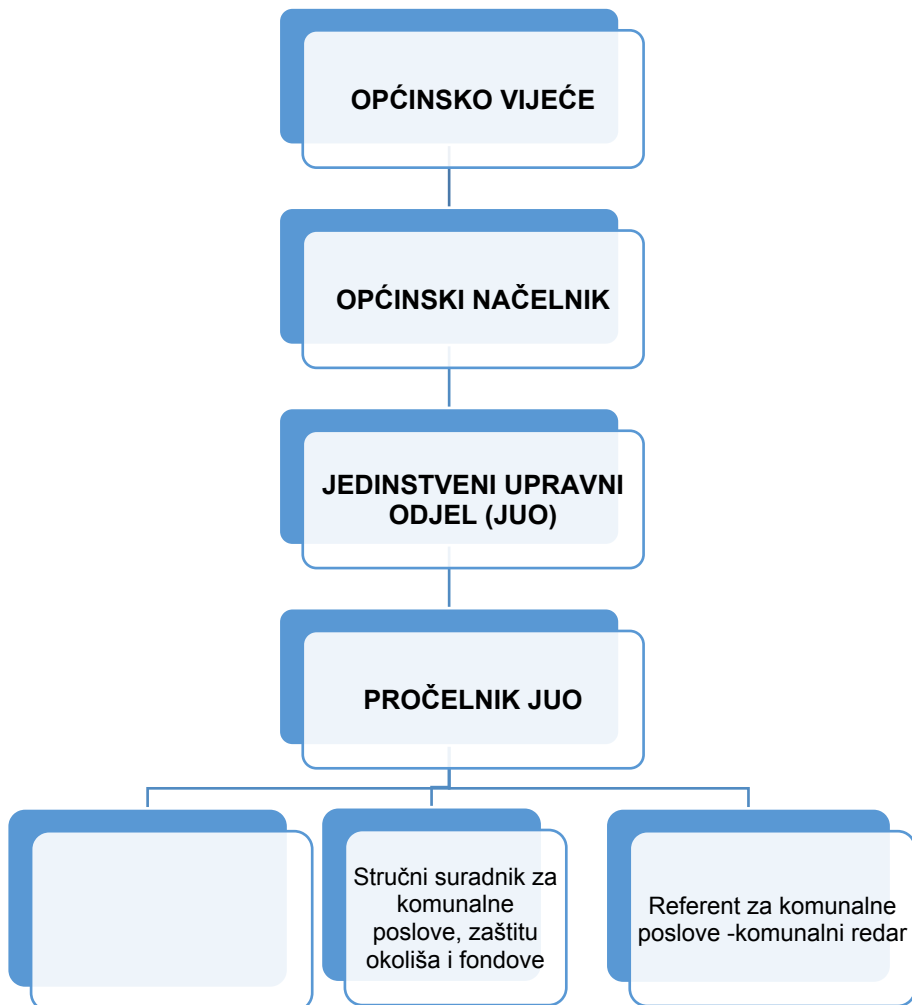 OPĆINSKO VIJEĆE
OPĆINSKI NAČELNIK
JEDINSTVENI UPRAVNI
ODJEL (JUO)
PROČELNIK JUO
Stručni suradnik za
komunalne
poslove, zaštitu
okoliša i fondove
Referent za komunalne
poslove -komunalni redar